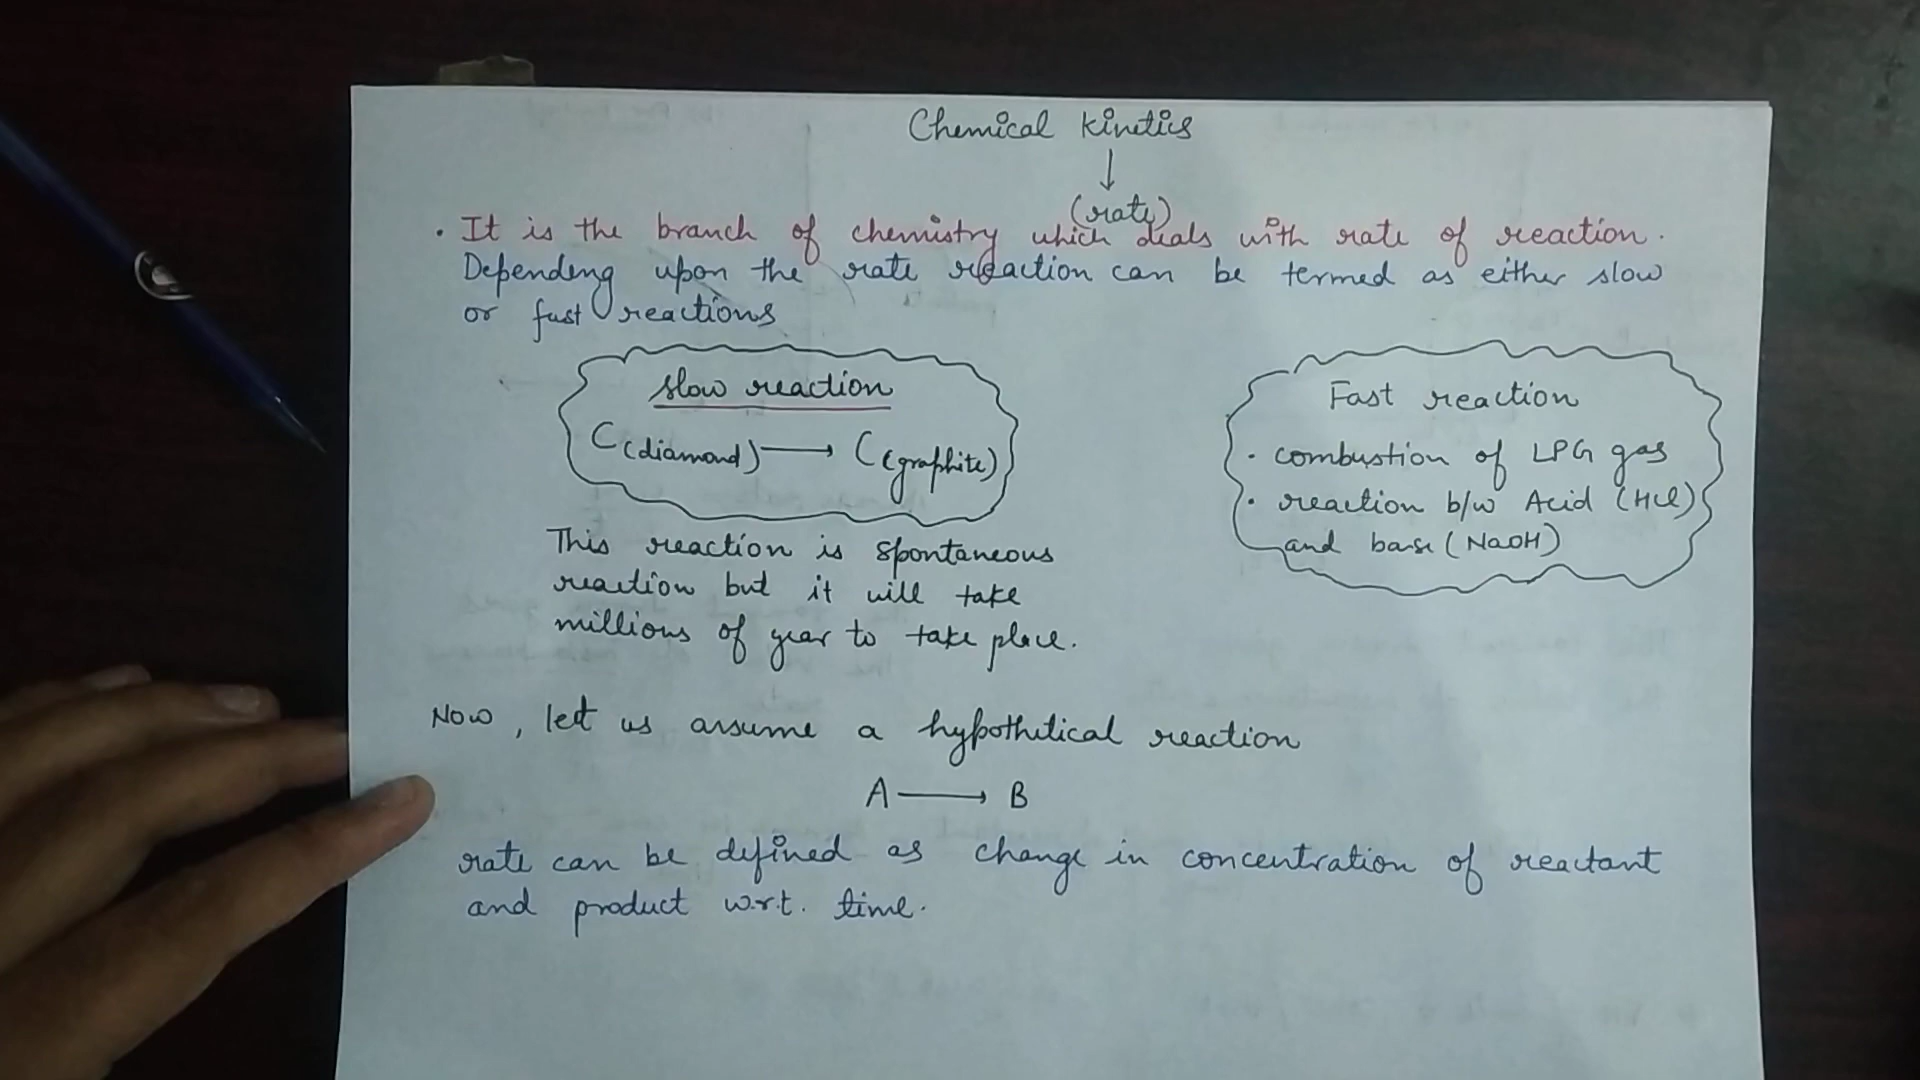 Chemical kinetics
(rate)
• It is the branch of chemistry which deals with rate of reaction.
Depending upon the rate reaction can be termed as either slow
or fast reactions
slow reaction
C(diamond) → C(graphite)
This reaction is spontaneous
reaction but it will take
millions of year to take place.
Fast reaction
• combustion of LPG gas
• reaction b/w Acid (HCl)
and base (NaOH)
Now, let us assume a hypothitical reaction
A → B
rate can be defined as change in concentration of reactant
and product w.r.t. time.